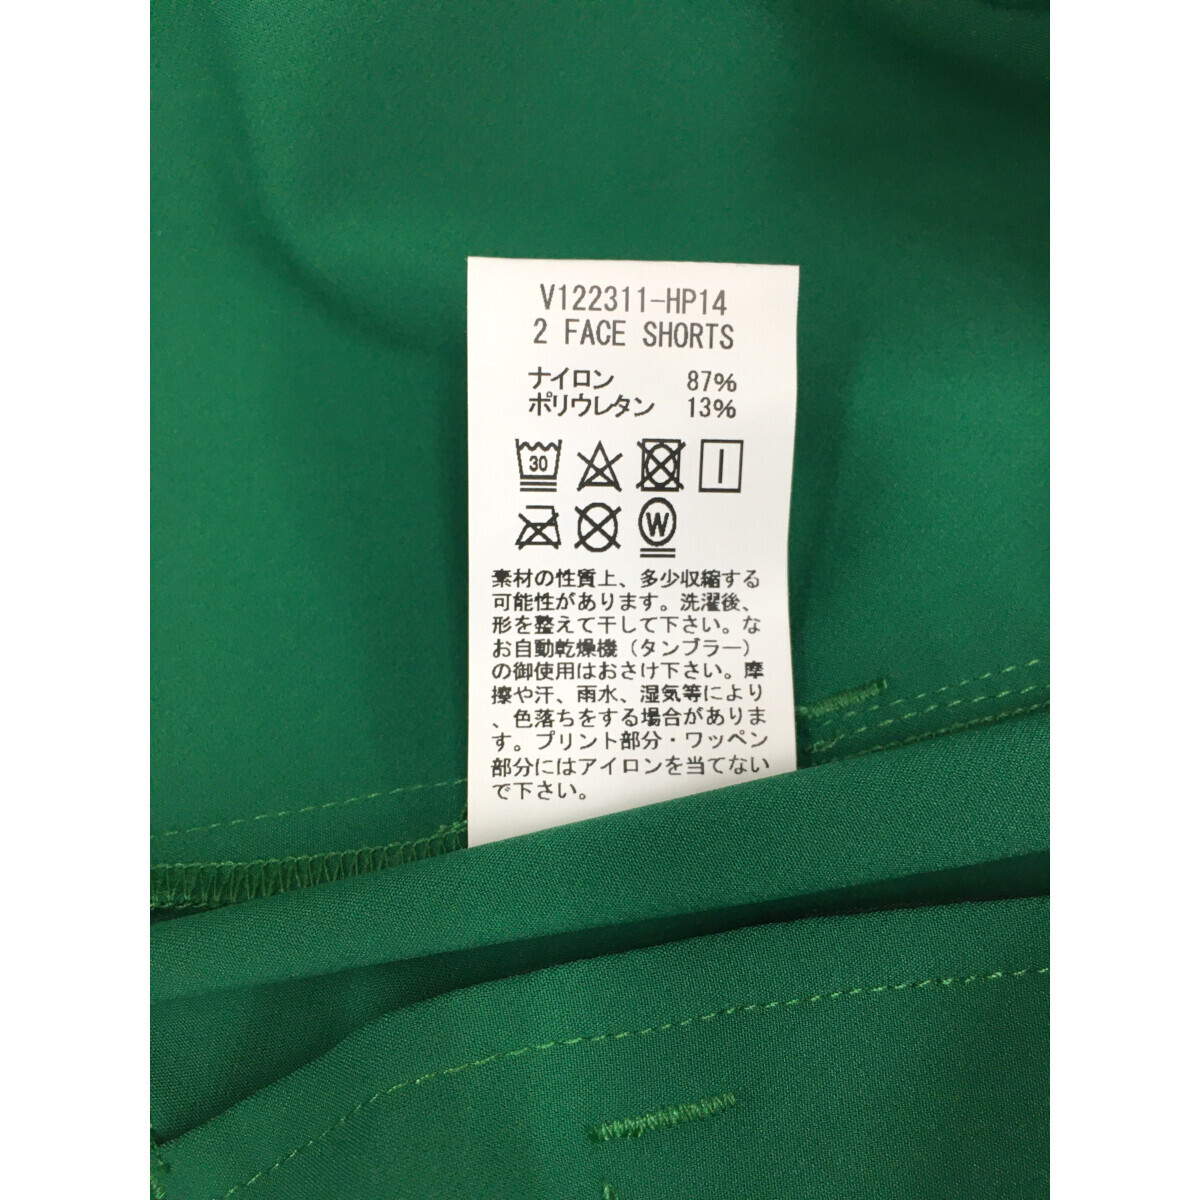 V122311-HP14
2 FACE SHORTS
ナイロン 87%
ポリウレタン 13%
30
W
素材の性質上、多少収縮する
可能性があります。洗濯後、
形を整えて干して下さい。な
お自動乾燥機（タンブラー）
の御使用はおさけ下さい。摩
擦や汗、雨水、湿気等により
、色落ちをする場合がありま
す。プリント部分・ワッペン
部分にはアイロンを当てない
で下さい。